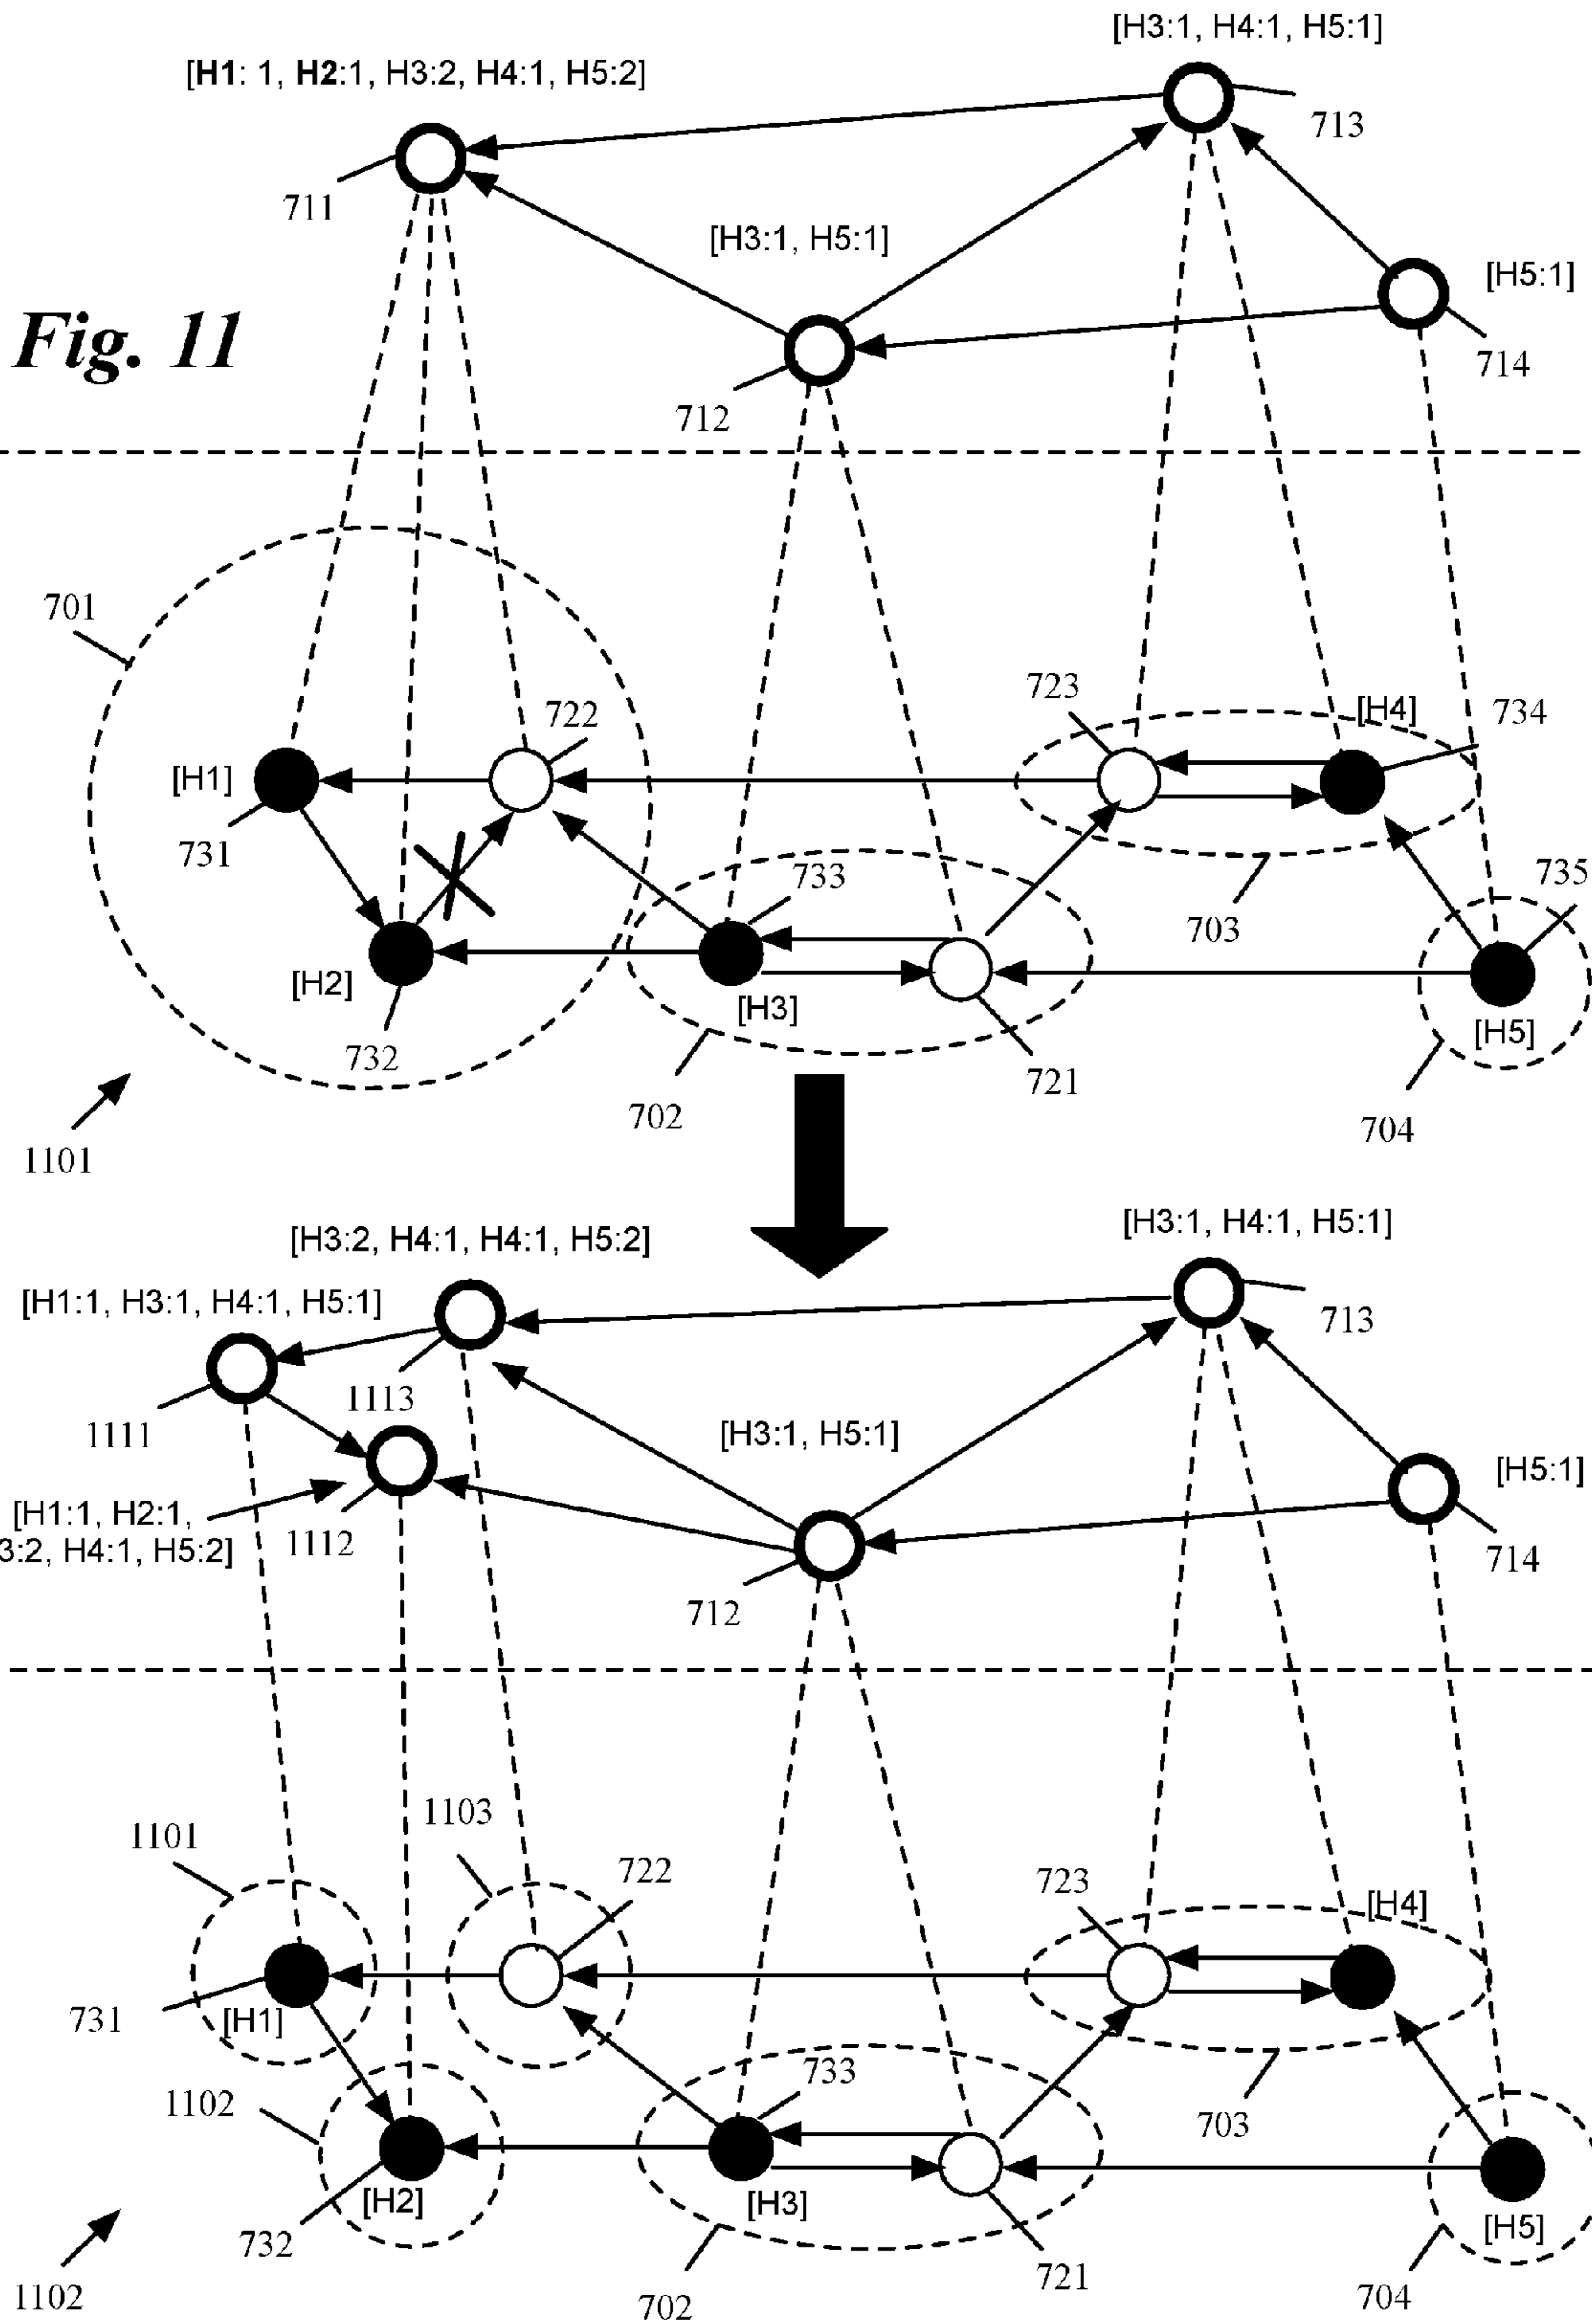 [H3:1, H4:1, H5:1]
[H1: 1, H2:1, H3:2, H4:1, H5:2]
713
711
[H3:1, H5:1]
[H5:1]
Fig. 11
714
712
701
723
[H4]
734
722
[H1]
731
733
735
703
[H2]
[H3]
[H5]
732
721
702
704
1101
[H3:1, H4:1, H5:1]
[H3:2, H4:1, H4:1, H5:2]
[H1:1, H3:1, H4:1, H5:1]
713
1113
1111
[H3:1, H5:1]
[H5:1]
[H1:1, H2:1,
3:2, H4:1, H5:2]
1112
714
712
1103
1101
722
723
[H4]
731
[H1]
733
1102
703
[H2]
[H3]
[H5]
732
721
1102
702
704